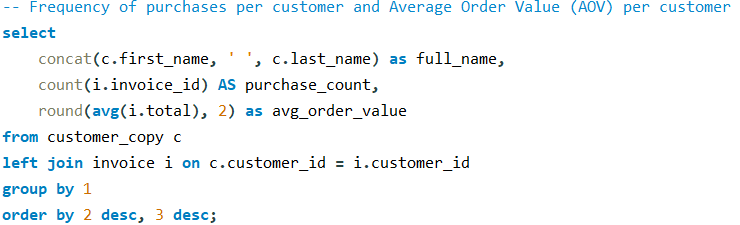 -- Frequency of purchases per customer and Average Order Value (AOV) per customer
select
    concat(c.first_name, ' ', c.last_name) as full_name,
    count(i.invoice_id) AS purchase_count,
    round(avg(i.total), 2) as avg_order_value
from customer_copy c
left join invoice i on c.customer_id = i.customer_id
group by 1
order by 2 desc, 3 desc;